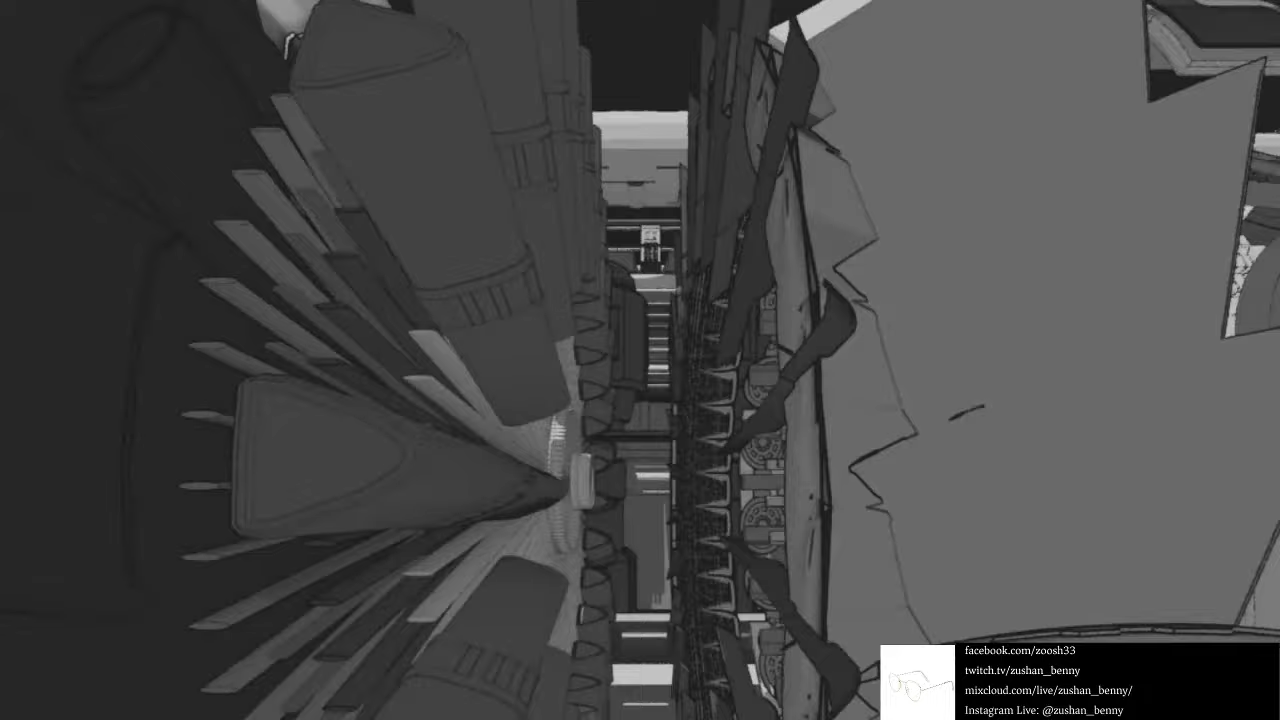 facebook.com/zoosh33
twitch.tv/zushan_benny
mixcloud.com/live/zushan_benny/
Instagram Live: @zushan_benny